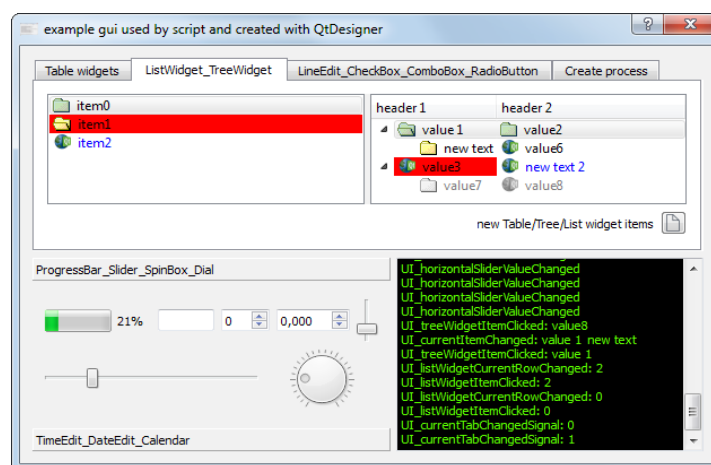 example gui used by script and created with QtDesigner
Table widgets ListWidget_TreeWidget LineEdit_CheckBox_ComboBox_RadioButton Create process
item0
item1
item2
header 1 header 2
value 1 value2
new text value6
value3 new text 2
value7 value8
new Table/Tree/List widget items
ProgressBar_Slider_SpinBox_Dial
21% 0 0,000
TimeEdit_DateEdit_Calendar
UI_horizontalSliderValueChanged
UI_horizontalSliderValueChanged
UI_horizontalSliderValueChanged
UI_horizontalSliderValueChanged
UI_treeWidgetItemClicked: value8
UI_currentItemChanged: value 1 new text
UI_treeWidgetItemClicked: value 1
UI_listWidgetCurrentRowChanged: 2
UI_listWidgetItemClicked: 2
UI_listWidgetCurrentRowChanged: 0
UI_listWidgetItemClicked: 0
UI_currentTabChangedSignal: 0
UI_currentTabChangedSignal: 1